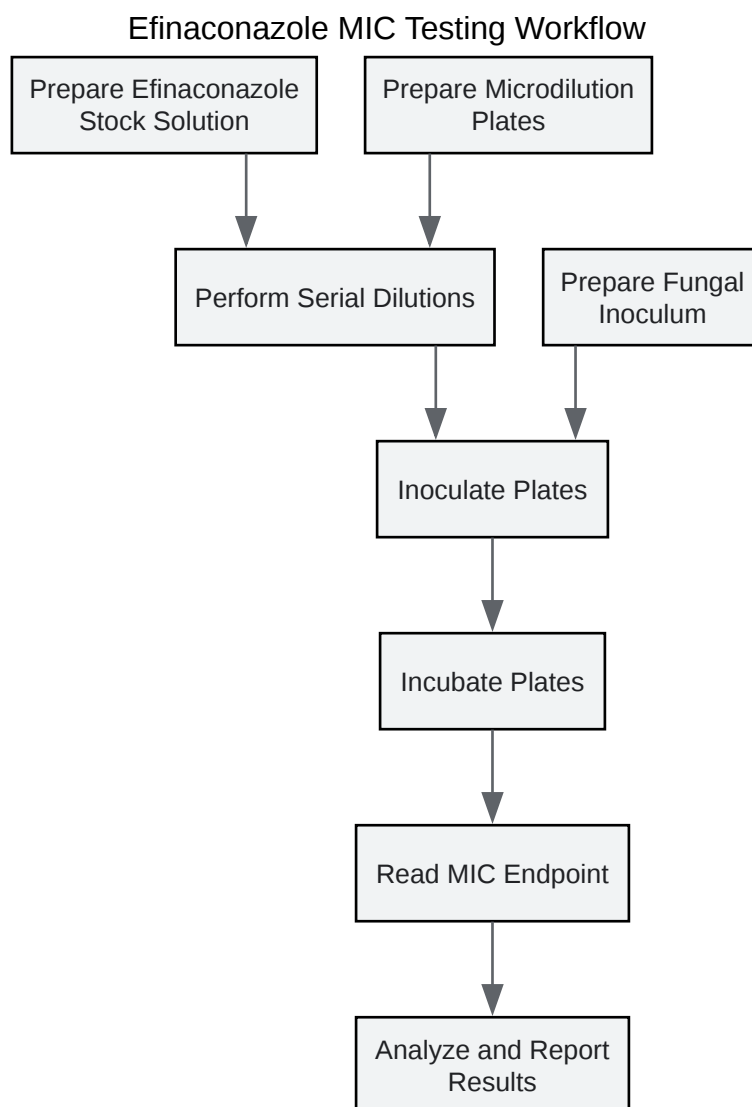 Efinaconazole MIC Testing Workflow
Prepare Efinaconazole
Stock Solution
Prepare Microdilution
Plates
Perform Serial Dilutions
Prepare Fungal
Inoculum
Inoculate Plates
Incubate Plates
Read MIC Endpoint
Analyze and Report
Results